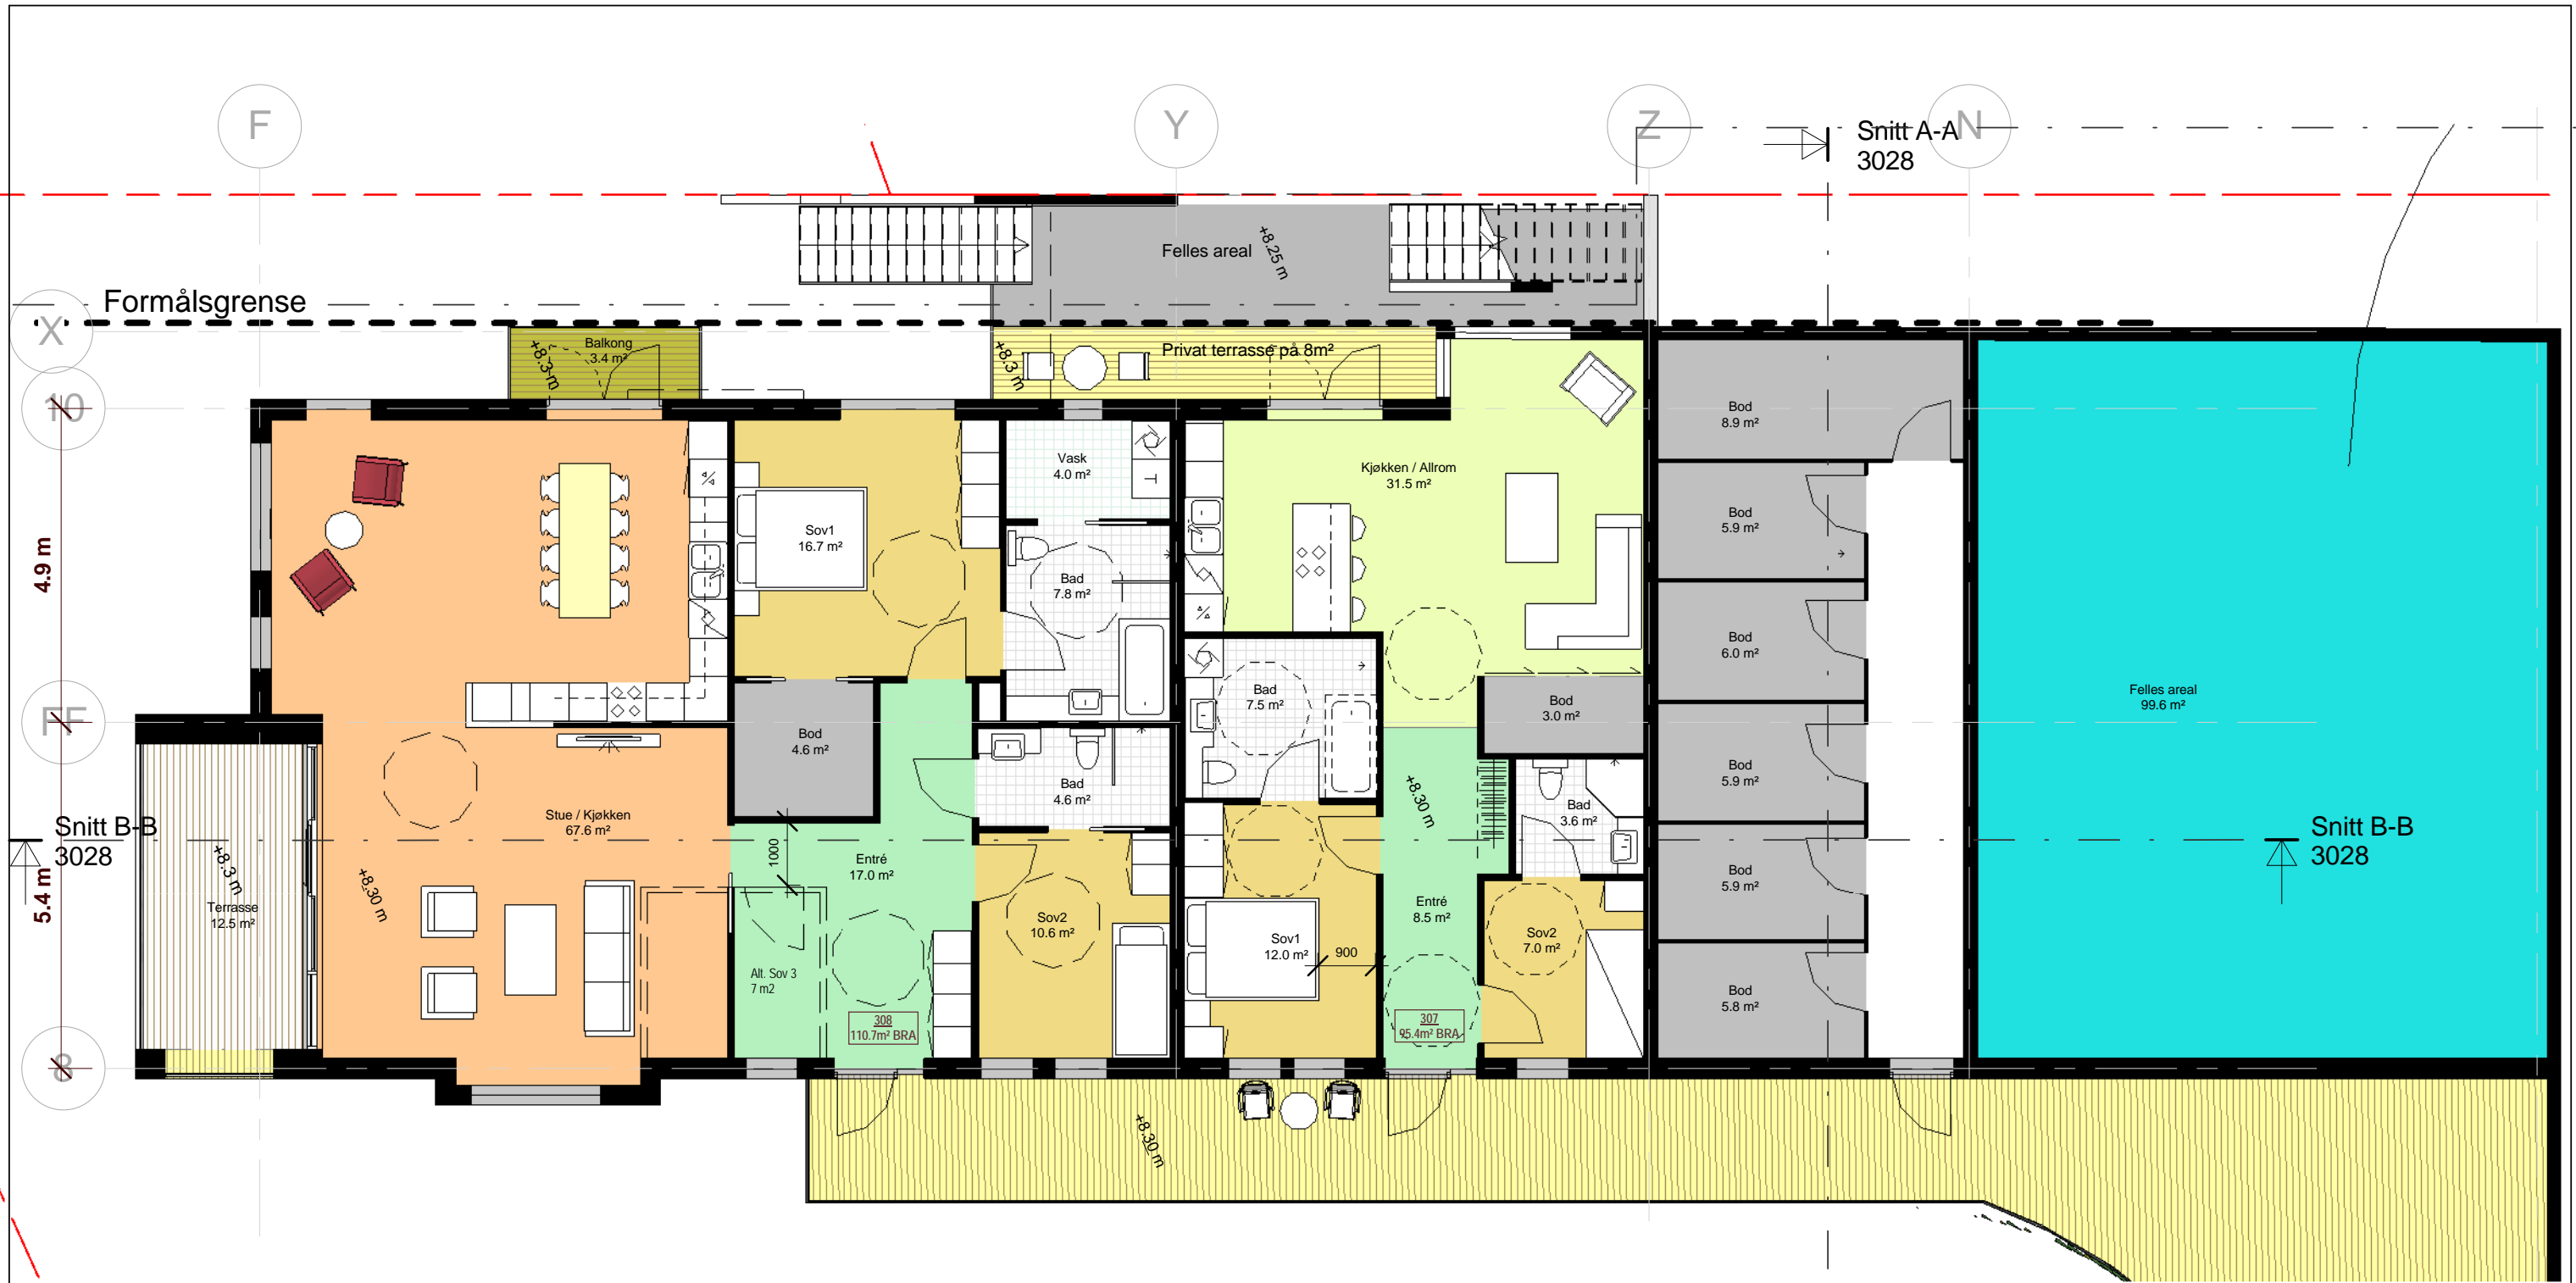 F
Y
Z
N
Snitt A-A
3028
Felles areal
+8.25 m
Formålsgrense
X
Balkong
3.4 m²
+8.3 m
+8.3 m
Privat terrasse på 8m²
10
Bod
8.9 m²
Vask
4.0 m²
Kjøkken / Allrom
31.5 m²
Sov1
16.7 m²
Bod
5.9 m²
4.9 m
Bad
7.8 m²
Bod
6.0 m²
Bad
7.5 m²
Bod
3.0 m²
Felles areal
99.6 m²
FF
Bod
4.6 m²
Bod
5.9 m²
Bad
4.6 m²
+8.30 m
Bad
3.6 m²
Stue / Kjøkken
67.6 m²
Snitt B-B
3028
Snitt B-B
3028
1000
Entré
17.0 m²
Bod
5.9 m²
+8.3 m
+8.30 m
5.4 m
Terrasse
12.5 m²
Sov2
10.6 m²
Entré
8.5 m²
Sov1
12.0 m²
900
Sov2
7.0 m²
Alt. Sov 3
7 m2
Bod
5.8 m²
308
110.7m² BRA
307
95.4m² BRA
8
+8.30 m